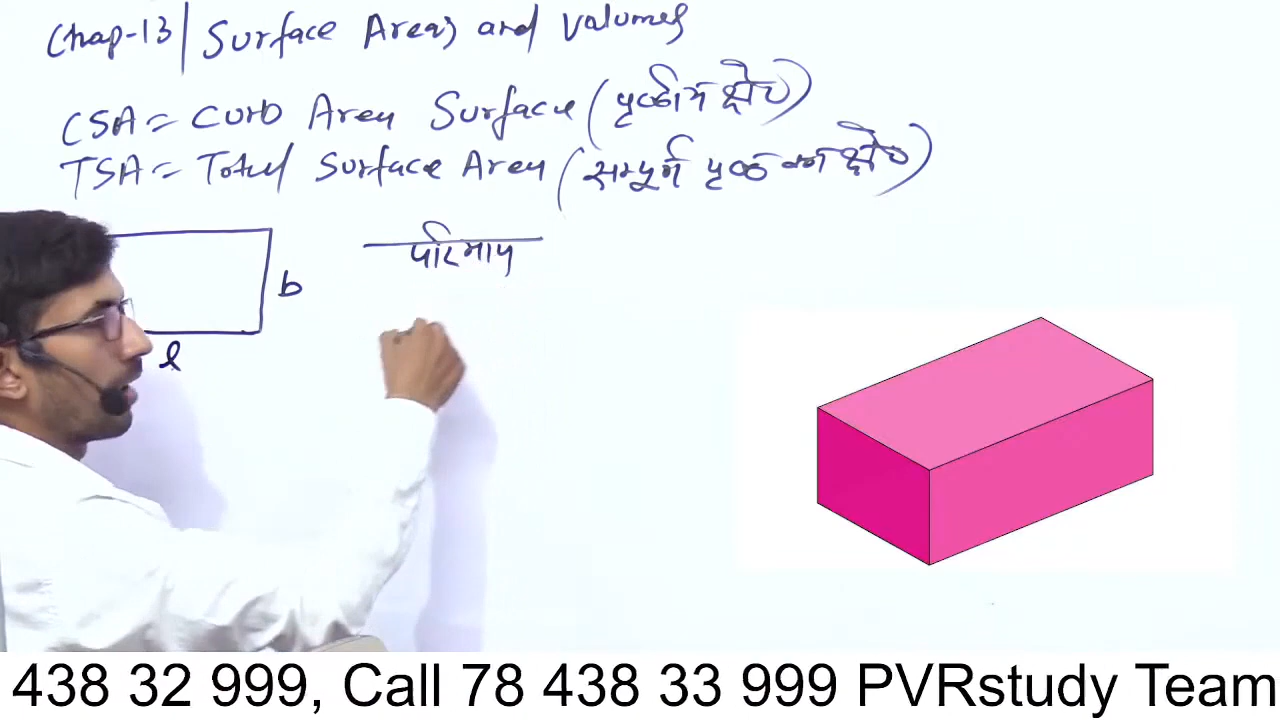 Chap-13 | Surface Areas and Volumes
CSA = Curb Area Surface (पृष्ठीय क्षेत्र)
TSA = Total Surface Area (सम्पूर्ण पृष्ठ का क्षेत्र)
परिमाप
b
l
438 32 999, Call 78 438 33 999 PVRstudy Team